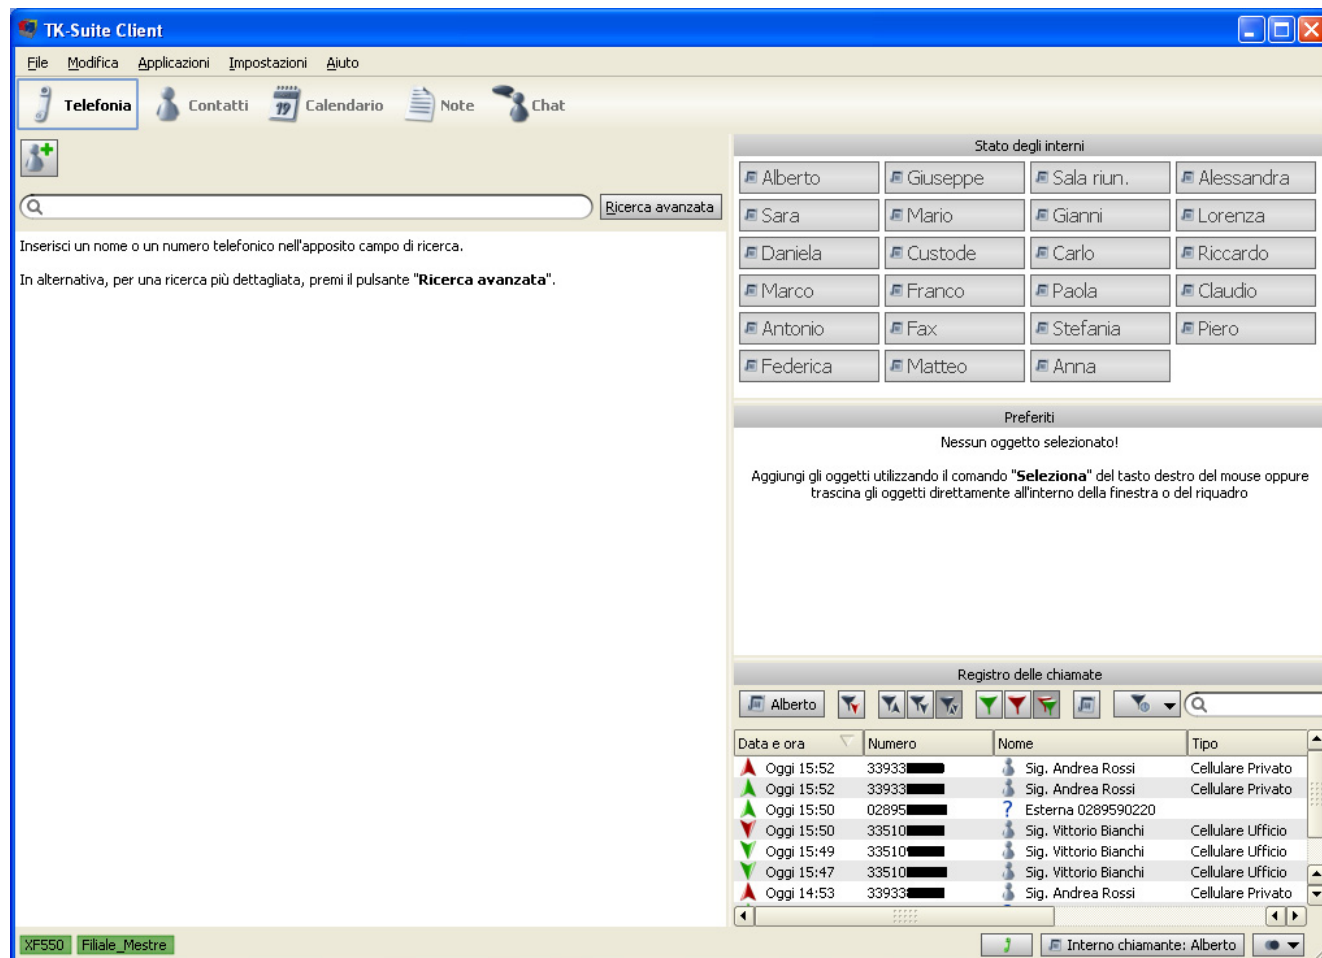 TK-Suite Client
File Modifica Applicazioni Impostazioni Aiuto
Telefonia Contatti 19 Calendario Note Chat
Ricerca avanzata
Inserisci un nome o un numero telefonico nell'apposito campo di ricerca.
In alternativa, per una ricerca più dettagliata, premi il pulsante "Ricerca avanzata".
Stato degli interni
Alberto Giuseppe Sala riun. Alessandra
Sara Mario Gianni Lorenza
Daniela Custode Carlo Riccardo
Marco Franco Paola Claudio
Antonio Fax Stefania Piero
Federica Matteo Anna
Preferiti
Nessun oggetto selezionato!
Aggiungi gli oggetti utilizzando il comando "Seleziona" del tasto destro del mouse oppure
trascina gli oggetti direttamente all'interno della finestra o del riquadro
Registro delle chiamate
Alberto
Data e ora Numero Nome Tipo
Oggi 15:52 33933 Sig. Andrea Rossi Cellulare Privato
Oggi 15:52 33933 Sig. Andrea Rossi Cellulare Privato
Oggi 15:50 02895 ? Esterna 0289590220
Oggi 15:50 33510 Sig. Vittorio Bianchi Cellulare Ufficio
Oggi 15:49 33510 Sig. Vittorio Bianchi Cellulare Ufficio
Oggi 15:47 33510 Sig. Vittorio Bianchi Cellulare Ufficio
Oggi 14:53 33933 Sig. Andrea Rossi Cellulare Privato
XF550 Filiale_Mestre Interno chiamante: Alberto